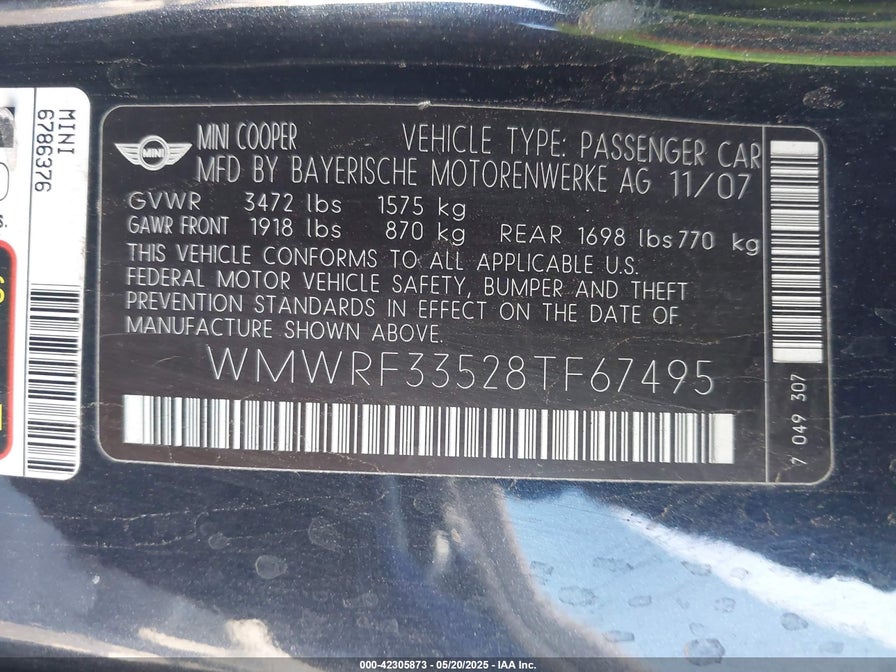 MINI
6786376
MINI COOPER VEHICLE TYPE: PASSENGER CAR
MINI
MFD BY BAYERISCHE MOTORENWERKE AG 11/07
GVWR 3472 lbs 1575 kg
GAWR FRONT 1918 lbs 870 kg REAR 1698 lbs 770 kg
THIS VEHICLE CONFORMS TO ALL APPLICABLE U.S.
FEDERAL MOTOR VEHICLE SAFETY, BUMPER AND THEFT
PREVENTION STANDARDS IN EFFECT ON THE DATE OF
MANUFACTURE SHOWN ABOVE.
WMWRF33528TF67495
7 049 307
000-42305873 - 05/20/2025 - IAA Inc.